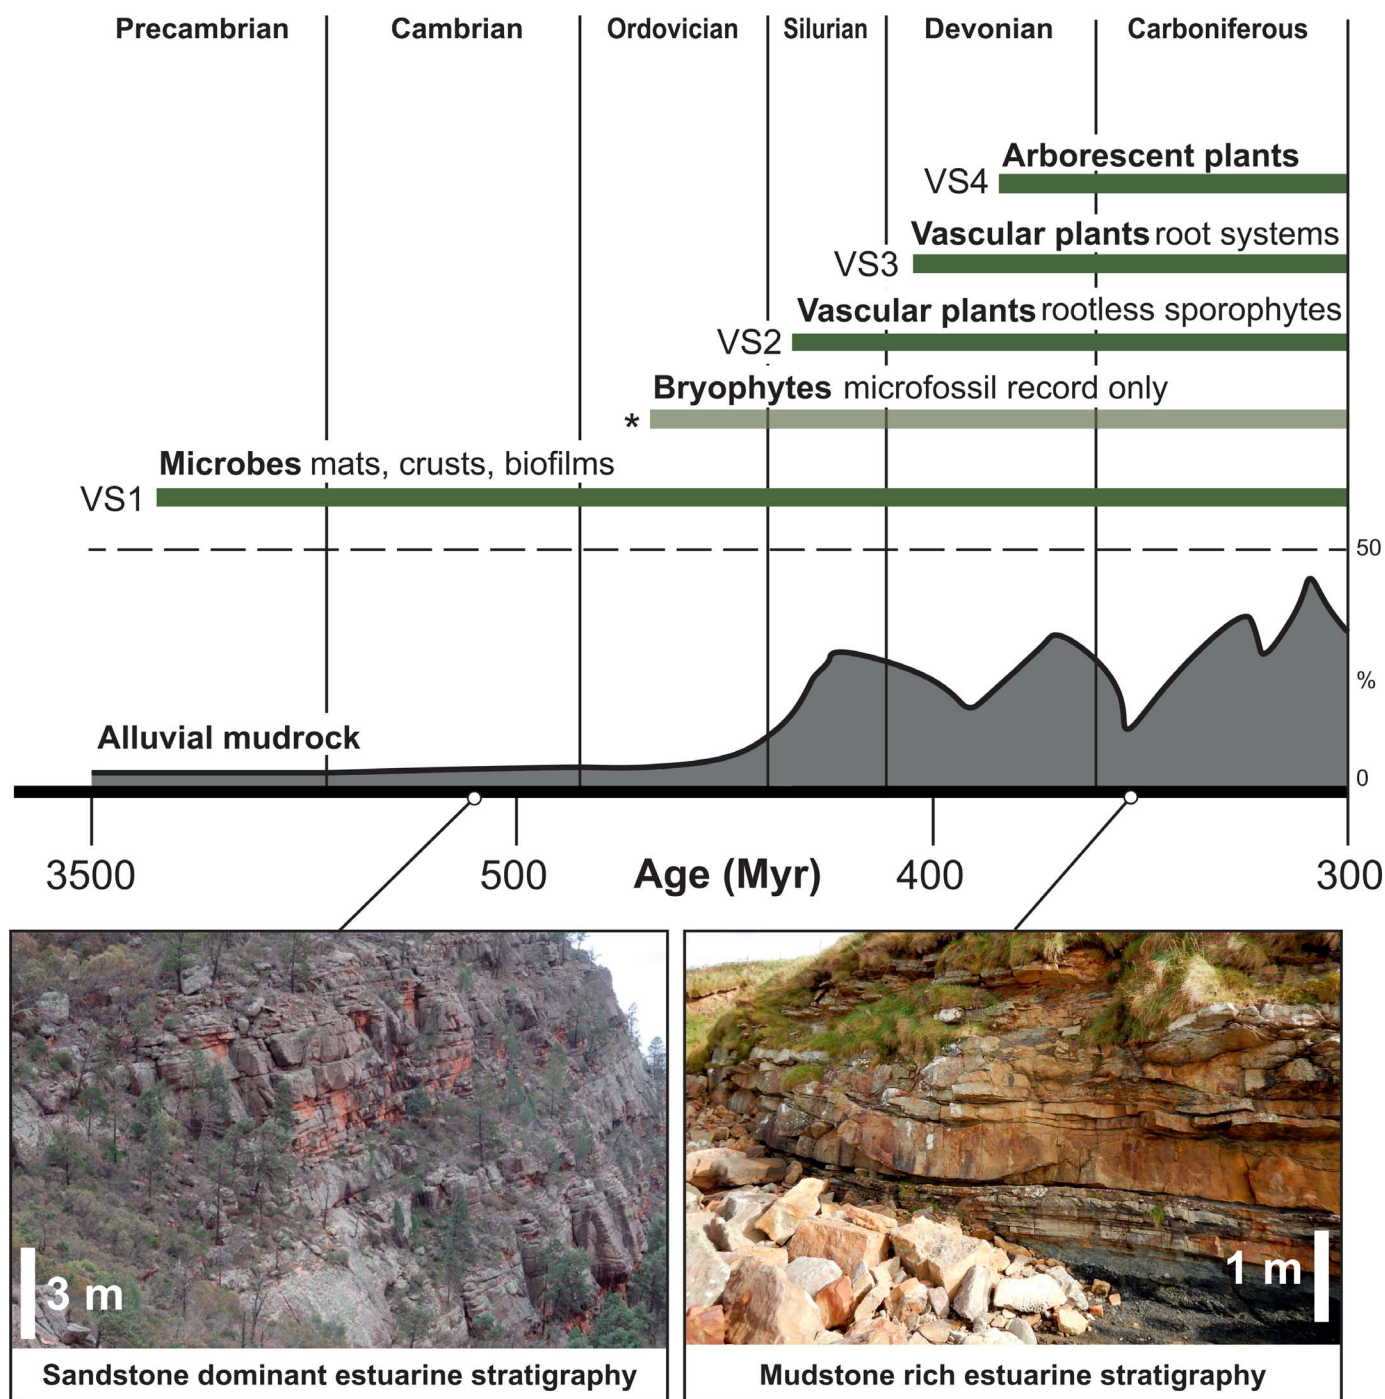 Precambrian Cambrian Ordovician Silurian Devonian Carboniferous
Arborescent plants
VS4
Vascular plants root systems
VS3
Vascular plants rootless sporophytes
VS2
Bryophytes microfossil record only
*
Microbes mats, crusts, biofilms
VS1
50
%
Alluvial mudrock
0
3500 500 Age (Myr) 400 300
3 m
1 m
Sandstone dominant estuarine stratigraphy
Mudstone rich estuarine stratigraphy